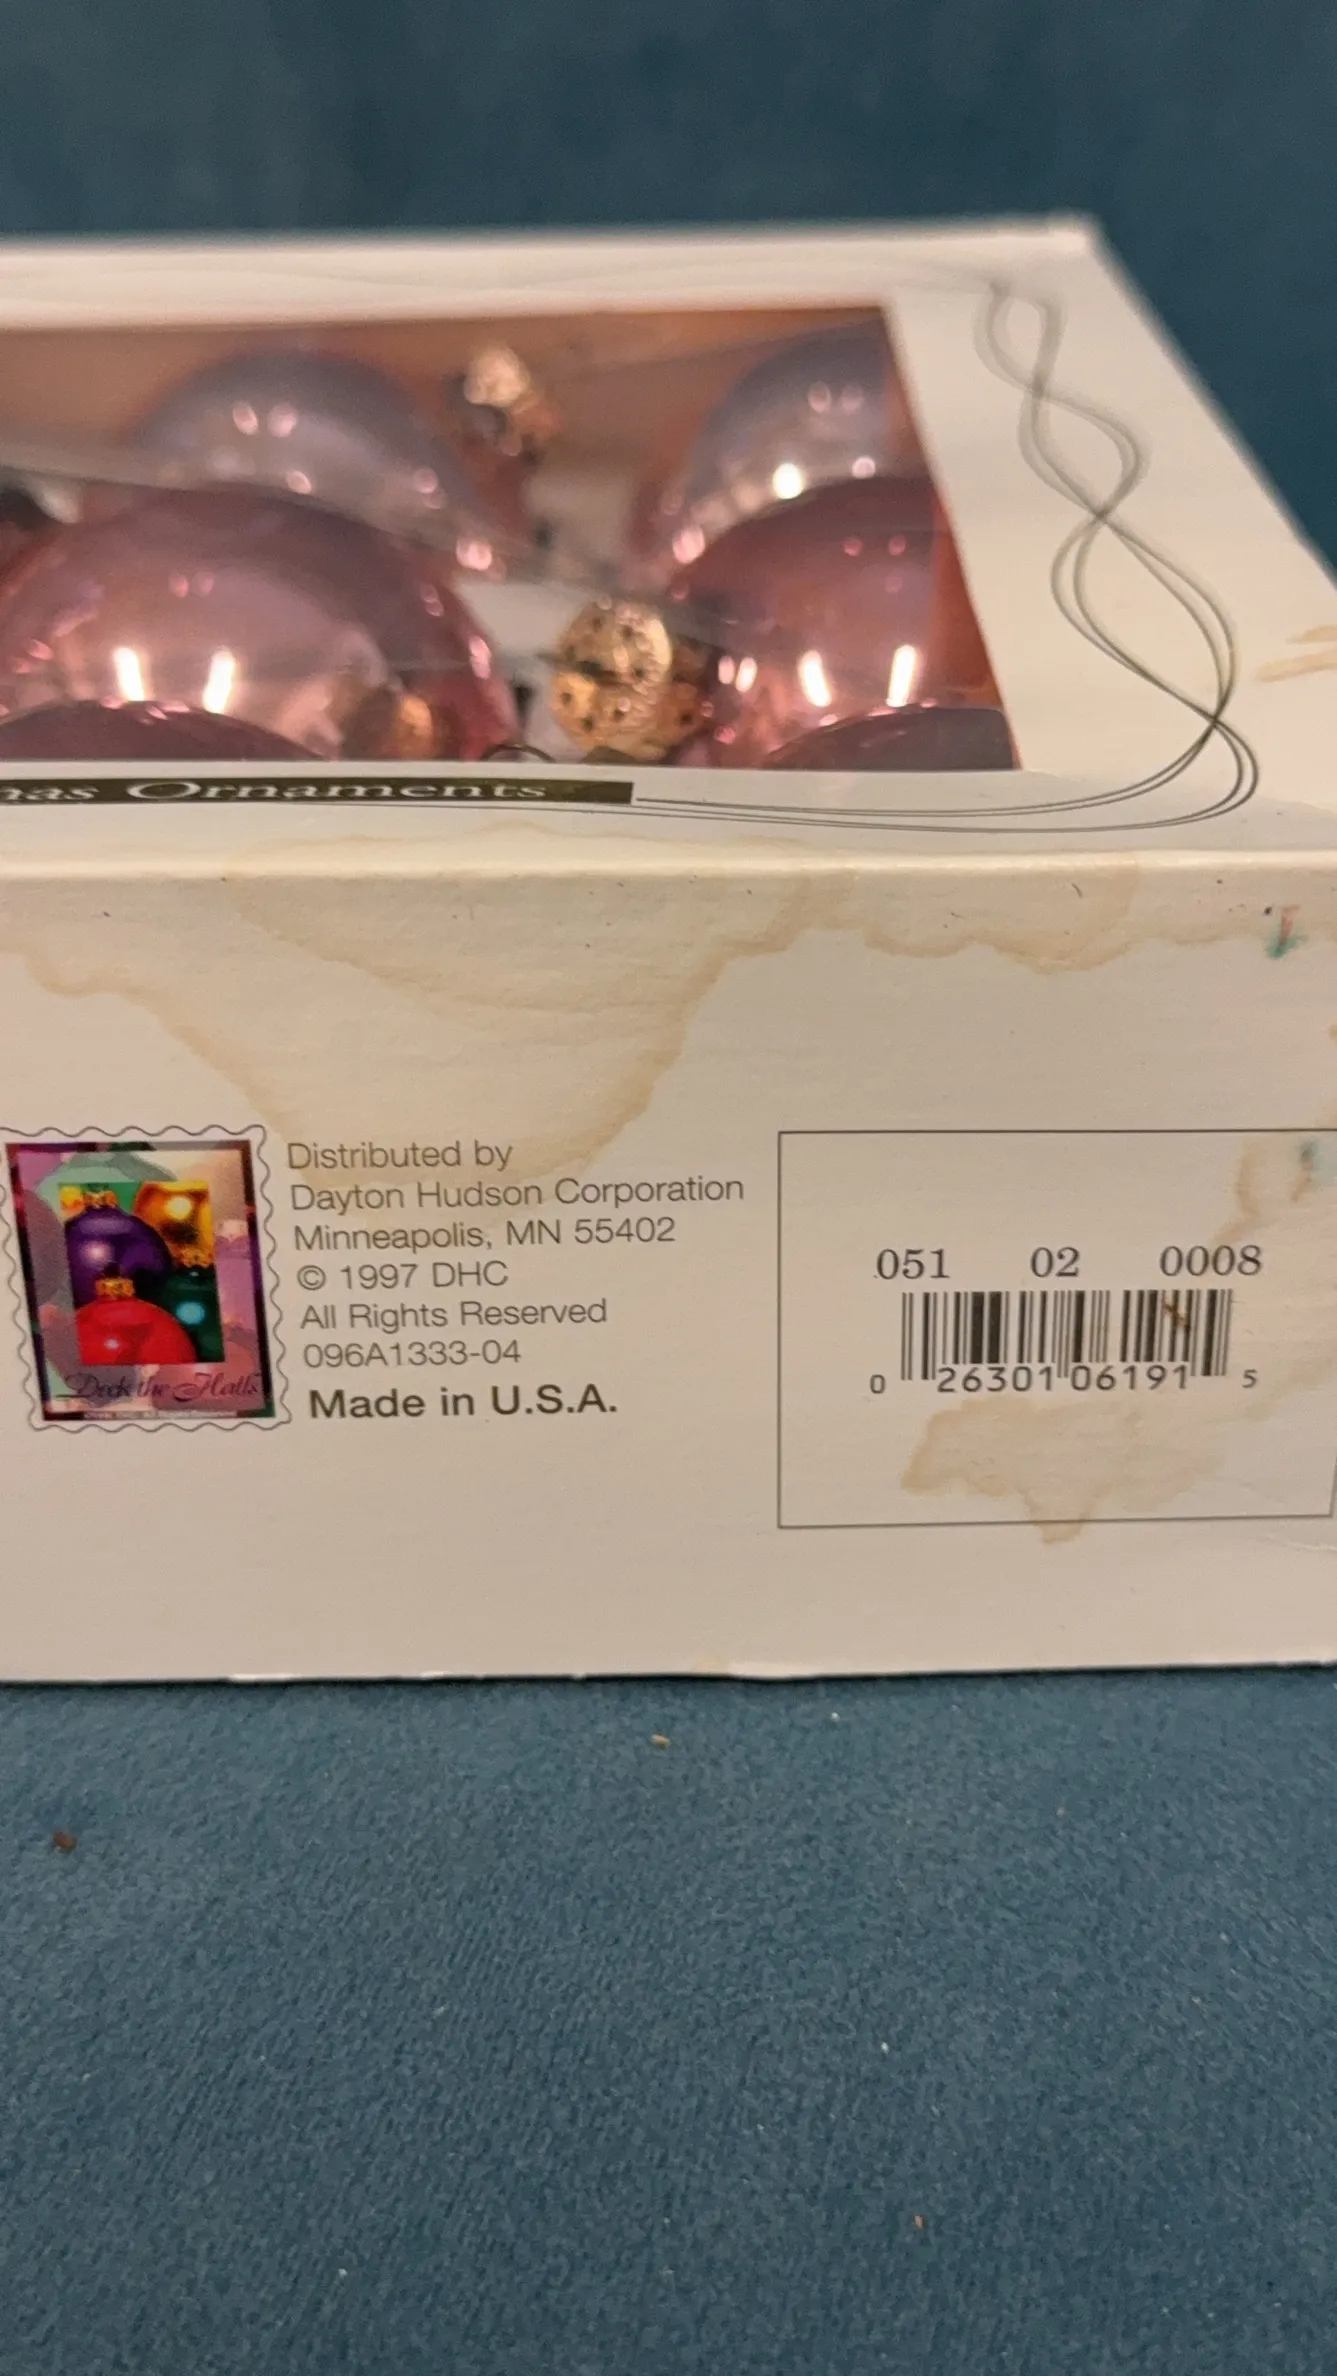 mas Ornaments
Deck the Halls
Distributed by
Dayton Hudson Corporation
Minneapolis, MN 55402
© 1997 DHC
All Rights Reserved
096A1333-04
Made in U.S.A.
051 02 0008
0 26301 06191 5